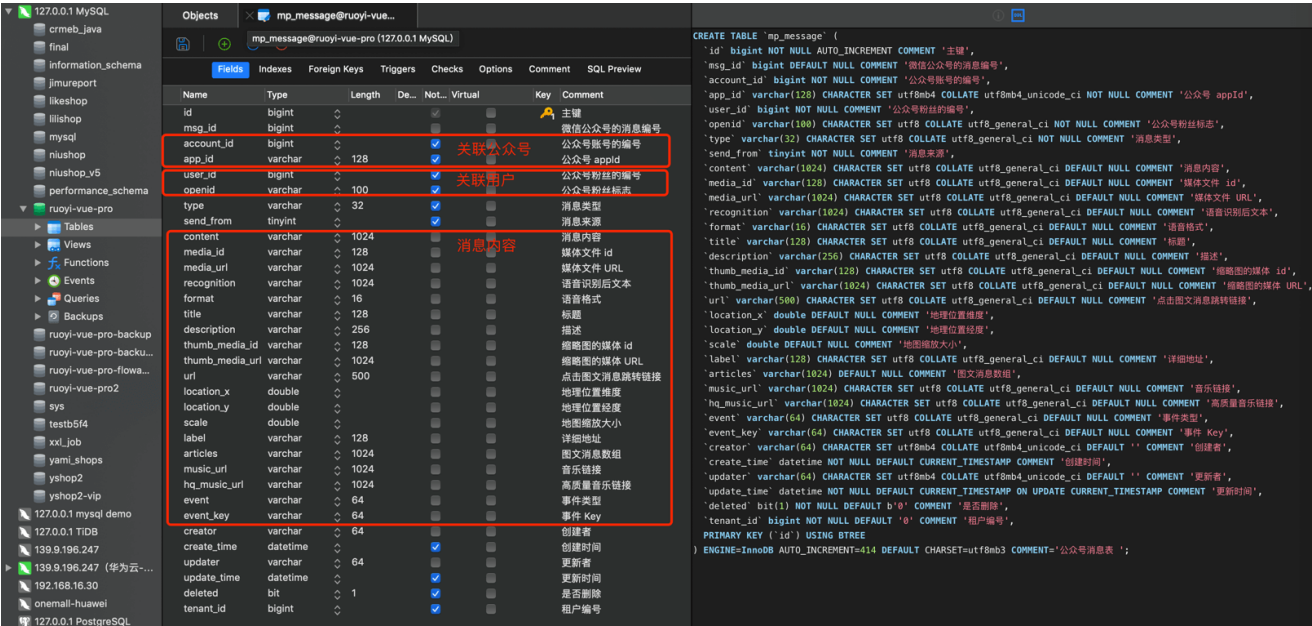 127.0.0.1 MySQL
crmeb_java
final
information_schema
jimureport
likeshop
lilishop
mysql
niushop
niushop_v5
performance_schema
ruoyi-vue-pro
Tables
Views
Functions
Events
Queries
Backups
ruoyi-vue-pro-backup
ruoyi-vue-pro-backu...
ruoyi-vue-pro-flowa...
ruoyi-vue-pro2
sys
testb5f4
xxl_job
yami_shops
yshop2
yshop2-vip
127.0.0.1 mysql demo
127.0.0.1 TiDB
139.9.196.247
139.9.196.247（华为云-...
192.168.16.30
onemall-huawei
127.0.0.1 PostgreSQL
Objects mp_message@ruoyi-vue...
mp_message@ruoyi-vue-pro (127.0.0.1 MySQL)
Fields Indexes Foreign Keys Triggers Checks Options Comment SQL Preview
Name Type Length De... Not... Virtual Key Comment
id bigint 主键
msg_id bigint 微信公众号的消息编号
account_id bigint 公众号账号的编号
关联公众号
app_id varchar 128 公众号 appId
user_id bigint 公众号粉丝的编号
关联用户
openid varchar 100 公众号粉丝标志
type varchar 32 消息类型
send_from tinyint 消息来源
content varchar 1024 消息内容
消息内容
media_id varchar 128 媒体文件 id
media_url varchar 1024 媒体文件 URL
recognition varchar 1024 语音识别后文本
format varchar 16 语音格式
title varchar 128 标题
description varchar 256 描述
thumb_media_id varchar 128 缩略图的媒体 id
thumb_media_url varchar 1024 缩略图的媒体 URL
url varchar 500 点击图文消息跳转链接
location_x double 地理位置维度
location_y double 地理位置经度
scale double 地图缩放大小
label varchar 128 详细地址
articles varchar 1024 图文消息数组
music_url varchar 1024 音乐链接
hq_music_url varchar 1024 高质量音乐链接
event varchar 64 事件类型
event_key varchar 64 事件 Key
creator varchar 64 创建者
create_time datetime 创建时间
updater varchar 64 更新者
update_time datetime 更新时间
deleted bit 1 是否删除
tenant_id bigint 租户编号
CREATE TABLE `mp_message` (
`id` bigint NOT NULL AUTO_INCREMENT COMMENT '主键',
`msg_id` bigint DEFAULT NULL COMMENT '微信公众号的消息编号',
`account_id` bigint NOT NULL COMMENT '公众号账号的编号',
`app_id` varchar(128) CHARACTER SET utf8mb4 COLLATE utf8mb4_unicode_ci NOT NULL COMMENT '公众号 appId',
`user_id` bigint NOT NULL COMMENT '公众号粉丝的编号',
`openid` varchar(100) CHARACTER SET utf8 COLLATE utf8_general_ci NOT NULL COMMENT '公众号粉丝标志',
`type` varchar(32) CHARACTER SET utf8 COLLATE utf8_general_ci NOT NULL COMMENT '消息类型',
`send_from` tinyint NOT NULL COMMENT '消息来源',
`content` varchar(1024) CHARACTER SET utf8 COLLATE utf8_general_ci DEFAULT NULL COMMENT '消息内容',
`media_id` varchar(128) CHARACTER SET utf8 COLLATE utf8_general_ci DEFAULT NULL COMMENT '媒体文件 id',
`media_url` varchar(1024) CHARACTER SET utf8 COLLATE utf8_general_ci DEFAULT NULL COMMENT '媒体文件 URL',
`recognition` varchar(1024) CHARACTER SET utf8 COLLATE utf8_general_ci DEFAULT NULL COMMENT '语音识别后文本',
`format` varchar(16) CHARACTER SET utf8 COLLATE utf8_general_ci DEFAULT NULL COMMENT '语音格式',
`title` varchar(128) CHARACTER SET utf8 COLLATE utf8_general_ci DEFAULT NULL COMMENT '标题',
`description` varchar(256) CHARACTER SET utf8 COLLATE utf8_general_ci DEFAULT NULL COMMENT '描述',
`thumb_media_id` varchar(128) CHARACTER SET utf8 COLLATE utf8_general_ci DEFAULT NULL COMMENT '缩略图的媒体 id',
`thumb_media_url` varchar(1024) CHARACTER SET utf8 COLLATE utf8_general_ci DEFAULT NULL COMMENT '缩略图的媒体 URL',
`url` varchar(500) CHARACTER SET utf8 COLLATE utf8_general_ci DEFAULT NULL COMMENT '点击图文消息跳转链接',
`location_x` double DEFAULT NULL COMMENT '地理位置维度',
`location_y` double DEFAULT NULL COMMENT '地理位置经度',
`scale` double DEFAULT NULL COMMENT '地图缩放大小',
`label` varchar(128) CHARACTER SET utf8 COLLATE utf8_general_ci DEFAULT NULL COMMENT '详细地址',
`articles` varchar(1024) DEFAULT NULL COMMENT '图文消息数组',
`music_url` varchar(1024) CHARACTER SET utf8 COLLATE utf8_general_ci DEFAULT NULL COMMENT '音乐链接',
`hq_music_url` varchar(1024) CHARACTER SET utf8 COLLATE utf8_general_ci DEFAULT NULL COMMENT '高质量音乐链接',
`event` varchar(64) CHARACTER SET utf8 COLLATE utf8_general_ci DEFAULT NULL COMMENT '事件类型',
`event_key` varchar(64) CHARACTER SET utf8 COLLATE utf8_general_ci DEFAULT NULL COMMENT '事件 Key',
`creator` varchar(64) CHARACTER SET utf8mb4 COLLATE utf8mb4_unicode_ci DEFAULT '' COMMENT '创建者',
`create_time` datetime NOT NULL DEFAULT CURRENT_TIMESTAMP COMMENT '创建时间',
`updater` varchar(64) CHARACTER SET utf8mb4 COLLATE utf8mb4_unicode_ci DEFAULT '' COMMENT '更新者',
`update_time` datetime NOT NULL DEFAULT CURRENT_TIMESTAMP ON UPDATE CURRENT_TIMESTAMP COMMENT '更新时间',
`deleted` bit(1) NOT NULL DEFAULT b'0' COMMENT '是否删除',
`tenant_id` bigint NOT NULL DEFAULT '0' COMMENT '租户编号',
PRIMARY KEY (`id`) USING BTREE
) ENGINE=InnoDB AUTO_INCREMENT=414 DEFAULT CHARSET=utf8mb3 COMMENT='公众号消息表 ';